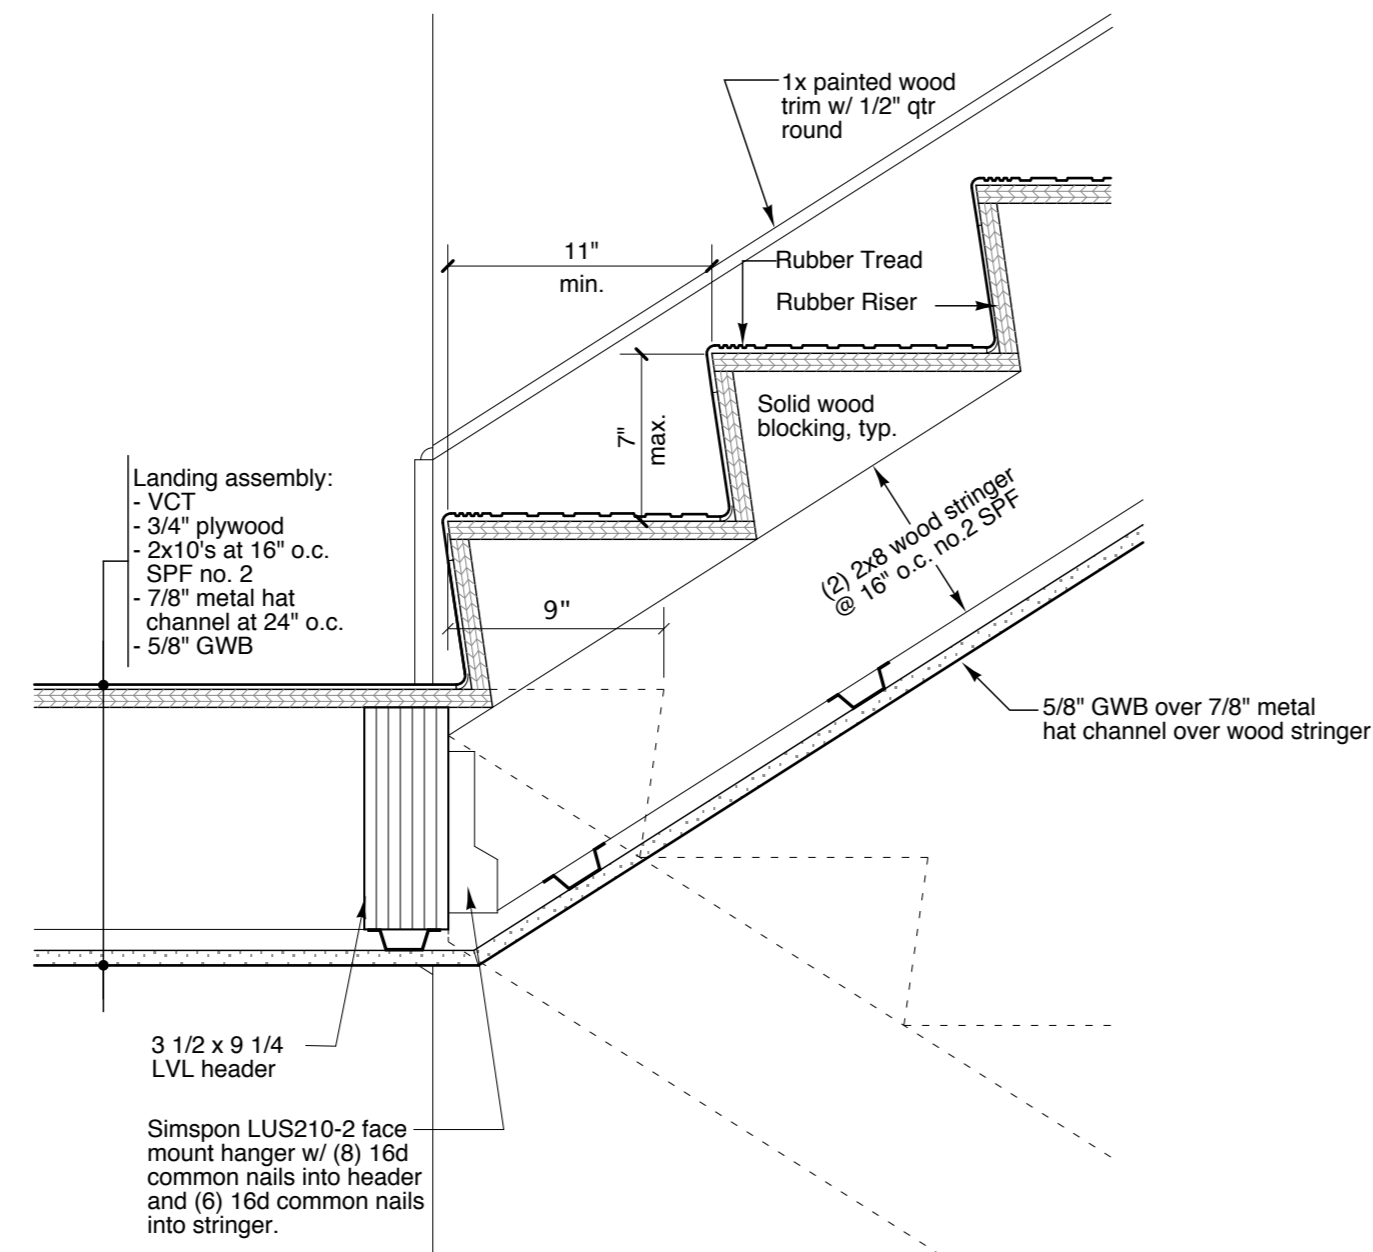 1x painted wood
trim w/ 1/2" qtr
round
11"
min.
Rubber Tread
Rubber Riser
7"
max.
Solid wood
blocking, typ.
Landing assembly:
- VCT
- 3/4" plywood
- 2x10's at 16" o.c.
SPF no. 2
- 7/8" metal hat
channel at 24" o.c.
- 5/8" GWB
(2) 2x8 wood stringer
@ 16" o.c. no.2 SPF
9"
5/8" GWB over 7/8" metal
hat channel over wood stringer
3 1/2 x 9 1/4
LVL header
Simspon LUS210-2 face
mount hanger w/ (8) 16d
common nails into header
and (6) 16d common nails
into stringer.